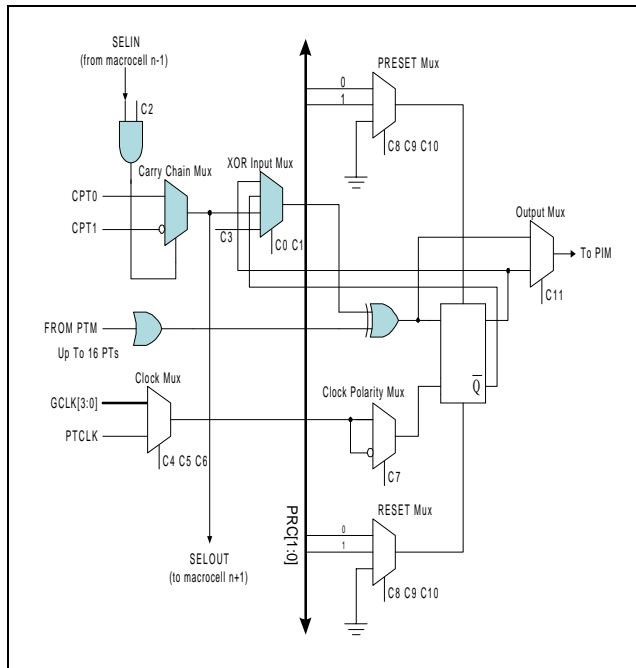 SELIN
(from macrocell n-1)
C2
PRESET Mux
0
1
C8 C9 C10
Carry Chain Mux
XOR Input Mux
CPT0
CPT1
C3
C0 C1
Output Mux
To PIM
C11
FROM PTM
Up To 16 PTs
Q
Clock Mux
Clock Polarity Mux
GCLK[3:0]
PTCLK
C4 C5 C6
C7
PRC[1:0]
RESET Mux
0
1
C8 C9 C10
SELOUT
(to macrocell n+1)